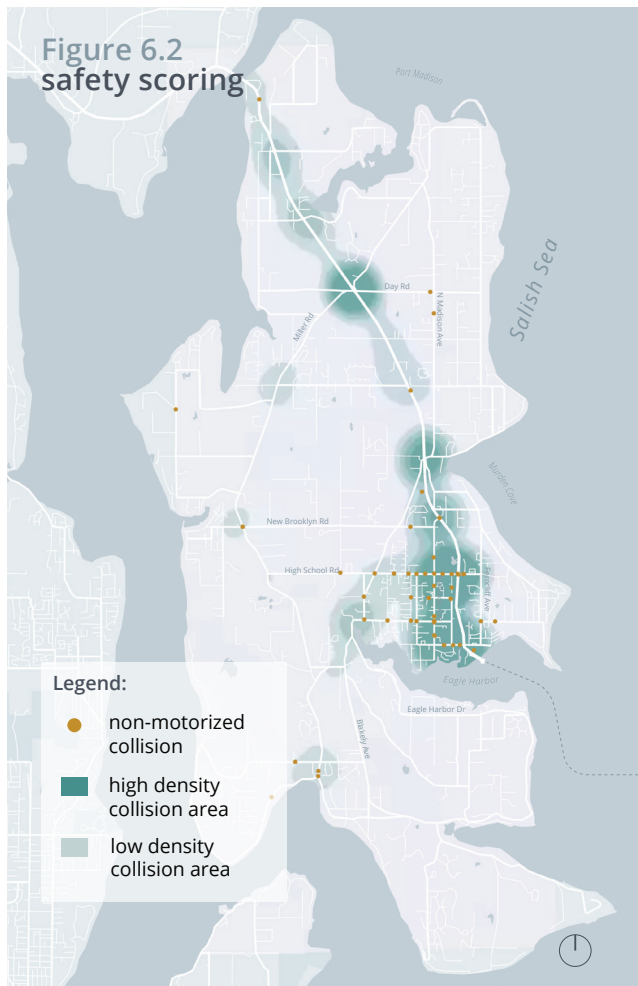 Figure 6.2
safety scoring
Port Madison
Salish Sea
Day Rd
N Madison Ave
Miller Rd
Murden Cove
New Brooklyn Rd
High School Rd
Ferncliff Ave
Legend:
Eagle Harbor
non-motorized
collision
Eagle Harbor Dr
Blakely Ave
high density
collision area
low density
collision area